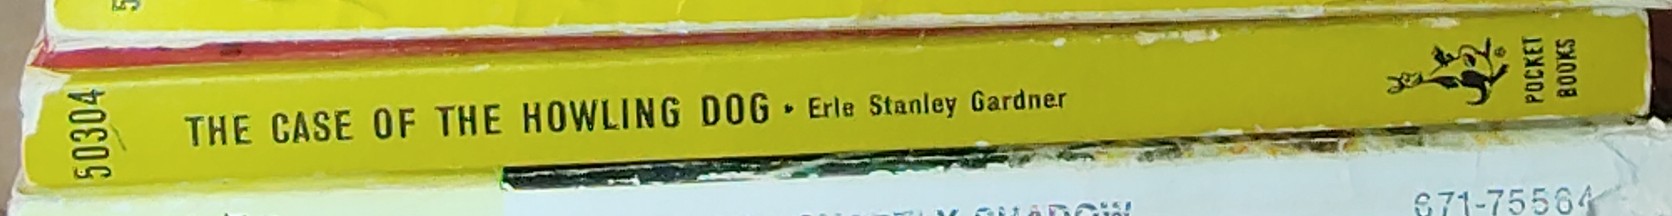 50304
THE CASE OF THE HOWLING DOG • Erle Stanley Gardner
POCKET
BOOKS
671-75564